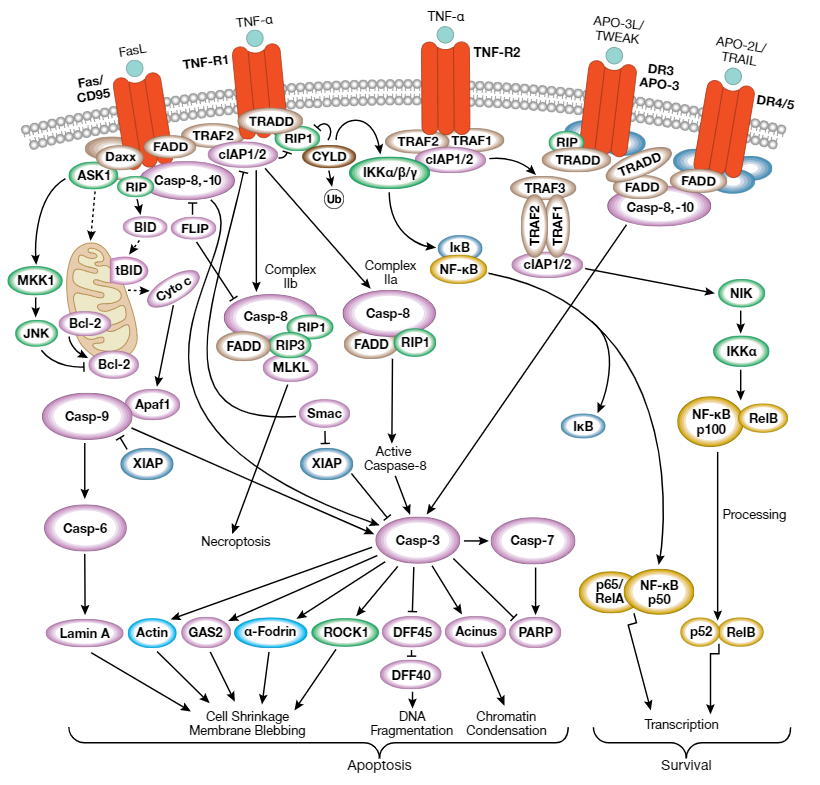 TNF-α
TNF-α
APO-3L/
TWEAK
APO-2L/
TRAIL
FasL
TNF-R1
TNF-R2
Fas/
CD95
DR3
APO-3
DR4/5
Daxx
FADD
TRAF2
TRADD
RIP1
cIAP1/2
CYLD
Ub
IKKα/β/γ
TRAF2
TRAF1
cIAP1/2
RIP
TRADD
TRADD
FADD
FADD
Casp-8,-10
ASK1
RIP
Casp-8,-10
BID
FLIP
tBID
Cyto c
TRAF3
TRAF2
TRAF1
cIAP1/2
IκB
NF-κB
MKK1
JNK
Bcl-2
Bcl-2
Complex
IIb
Casp-8
RIP1
FADD
RIP3
MLKL
Complex
IIa
Casp-8
FADD
RIP1
NIK
IKKα
NF-κB
p100
RelB
IκB
Casp-9
Apaf1
XIAP
Smac
XIAP
Active
Caspase-8
Casp-6
Necroptosis
Casp-3
Casp-7
Processing
p65/
RelA
NF-κB
p50
p52
RelB
Lamin A
Actin
GAS2
α-Fodrin
ROCK1
DFF45
Acinus
PARP
DFF40
Cell Shrinkage
Membrane Blebbing
DNA
Fragmentation
Chromatin
Condensation
Transcription
Apoptosis
Survival